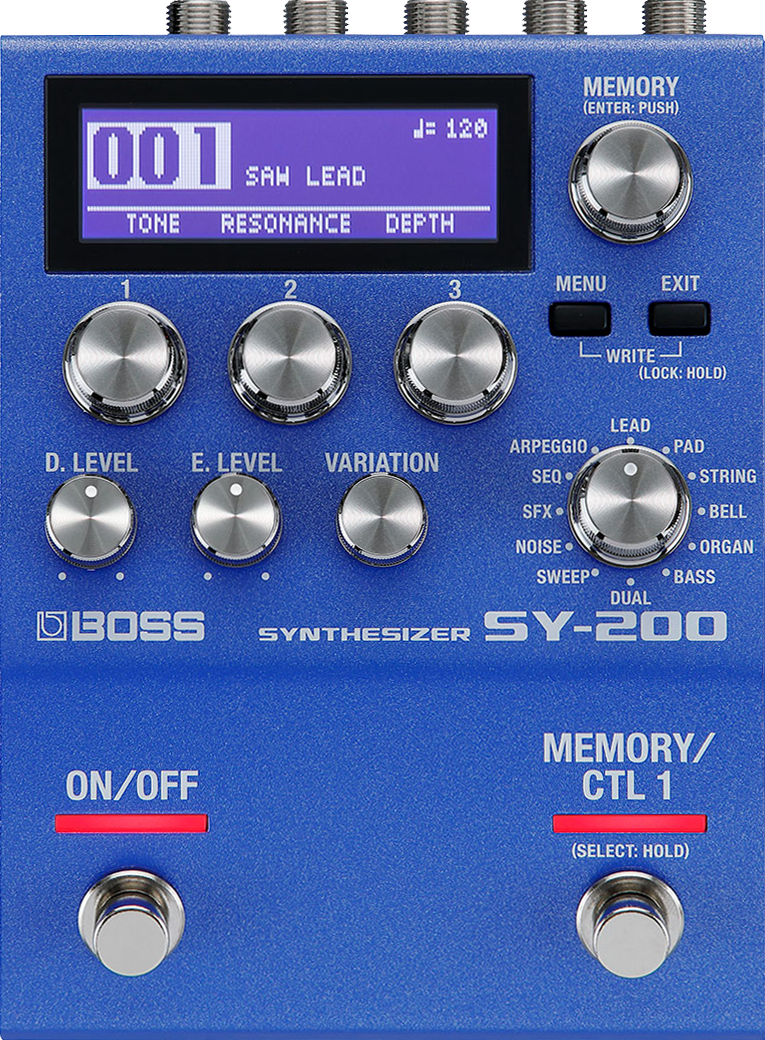 MEMORY
(ENTER: PUSH)
001
♩= 120
SAW LEAD
TONE RESONANCE DEPTH
1 2 3
MENU EXIT
WRITE
(LOCK: HOLD)
D. LEVEL E. LEVEL VARIATION
LEAD
ARPEGGIO PAD
SEQ STRING
SFX BELL
NOISE ORGAN
SWEEP BASS
DUAL
BOSS SYNTHESIZER SY-200
ON/OFF
MEMORY/
CTL 1
(SELECT: HOLD)